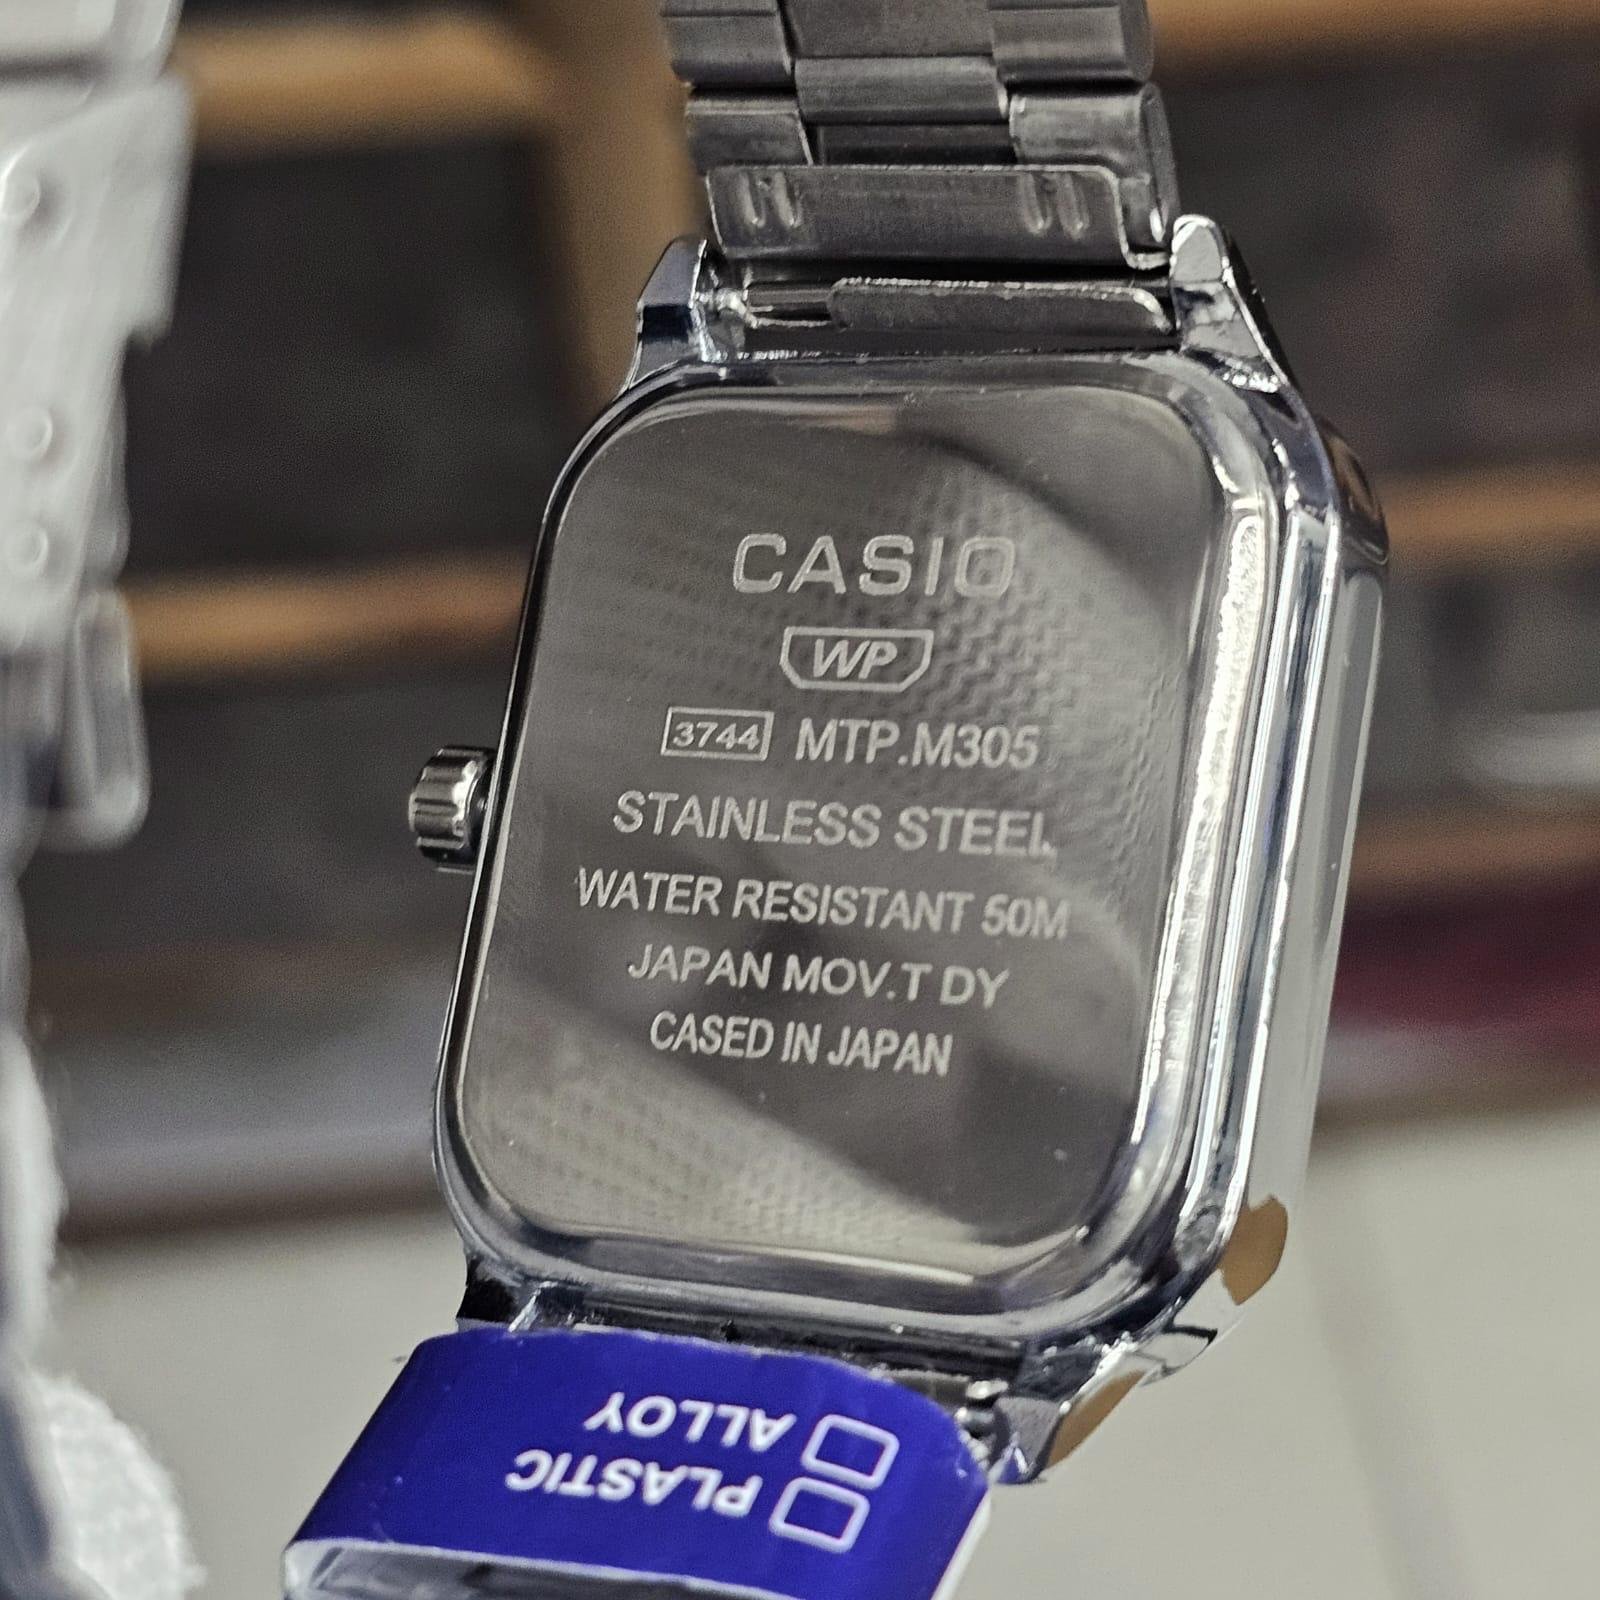 CASIO
WP
3744 MTP.M305
STAINLESS STEEL
WATER RESISTANT 50M
JAPAN MOV.T DY
CASED IN JAPAN
PLASTIC
ALLOY